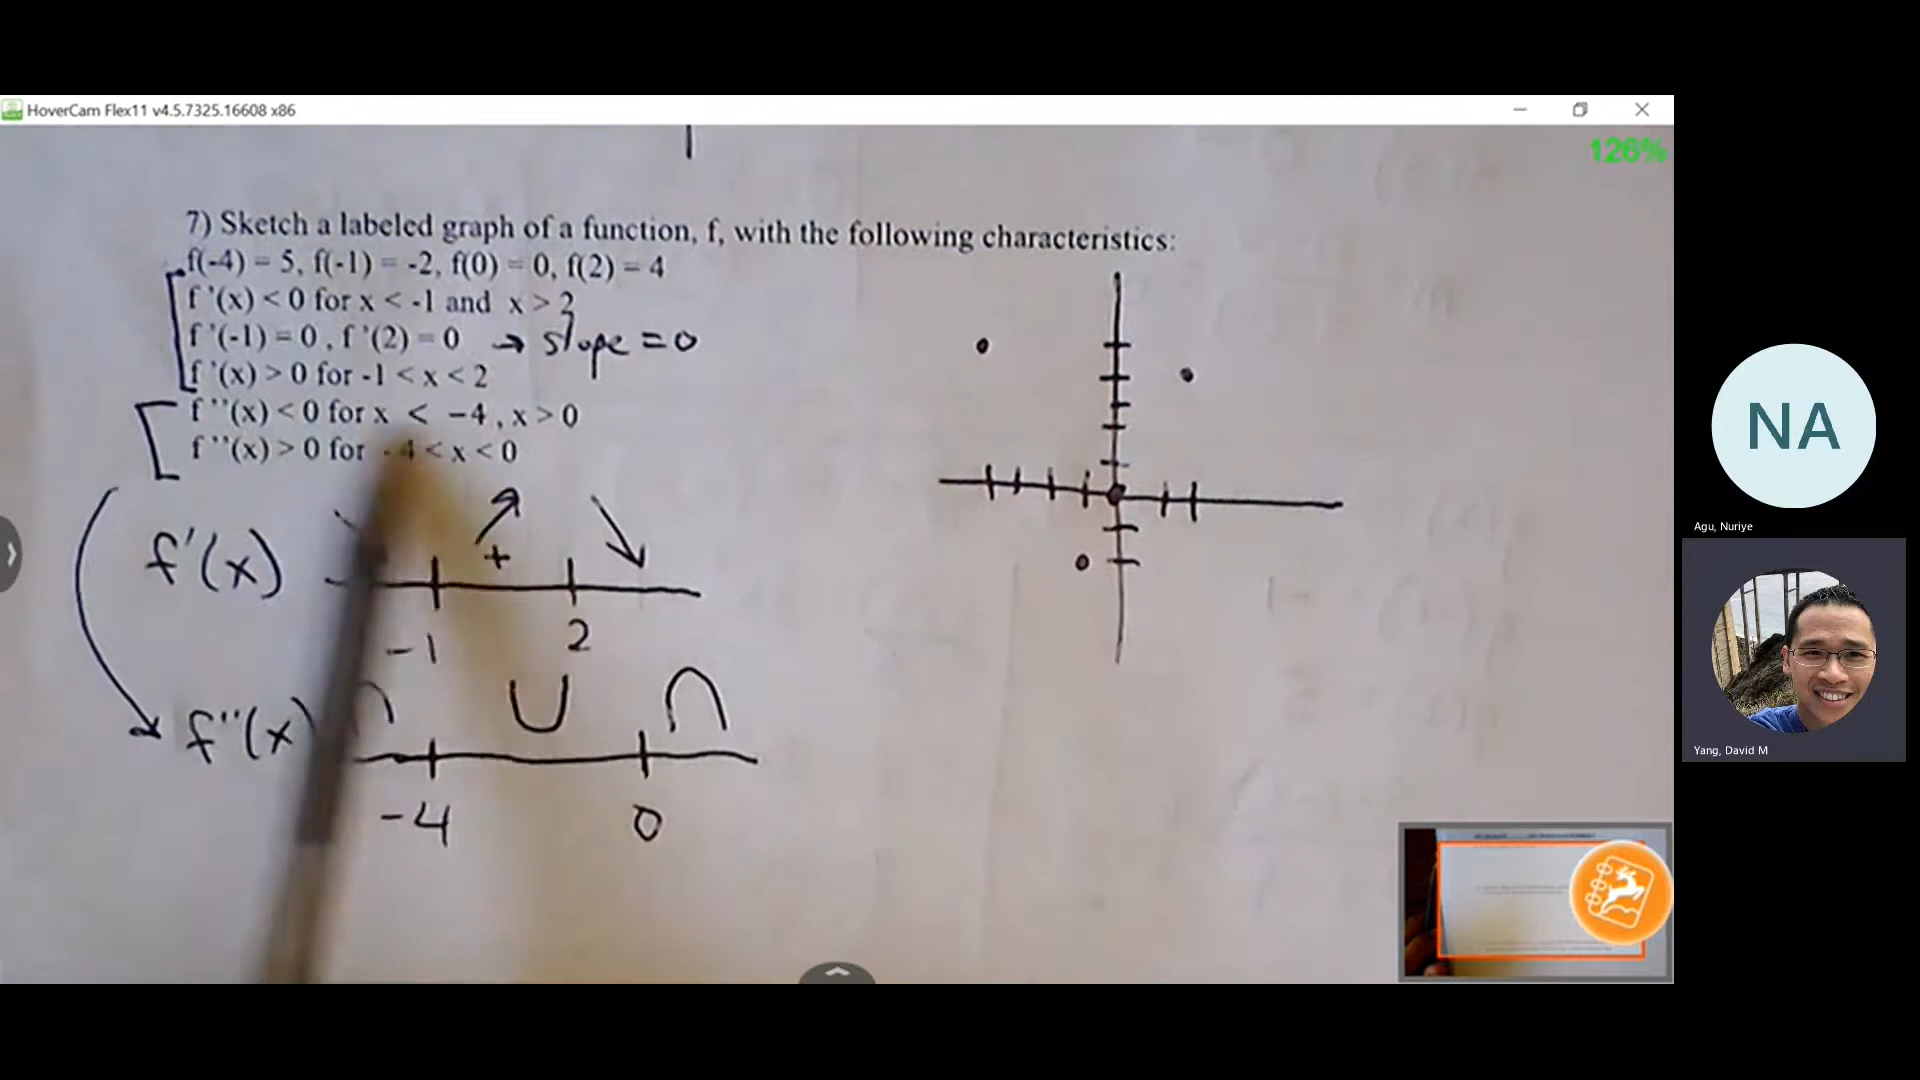 HoverCam Flex11 v4.5.7325.16608 x86
126%
7) Sketch a labeled graph of a function, f, with the following characteristics:
f(-4) = 5, f(-1) = -2, f(0) = 0, f(2) = 4
f '(x) < 0 for x < -1 and x > 2
f '(-1) = 0 , f '(2) = 0 → slope = 0
f '(x) > 0 for -1 < x < 2
f ''(x) < 0 for x < -4 , x > 0
f ''(x) > 0 for -4 < x < 0
f'(x)
+
-1 2
f''(x)
-4 0
NA
Agu, Nuriye
Yang, David M